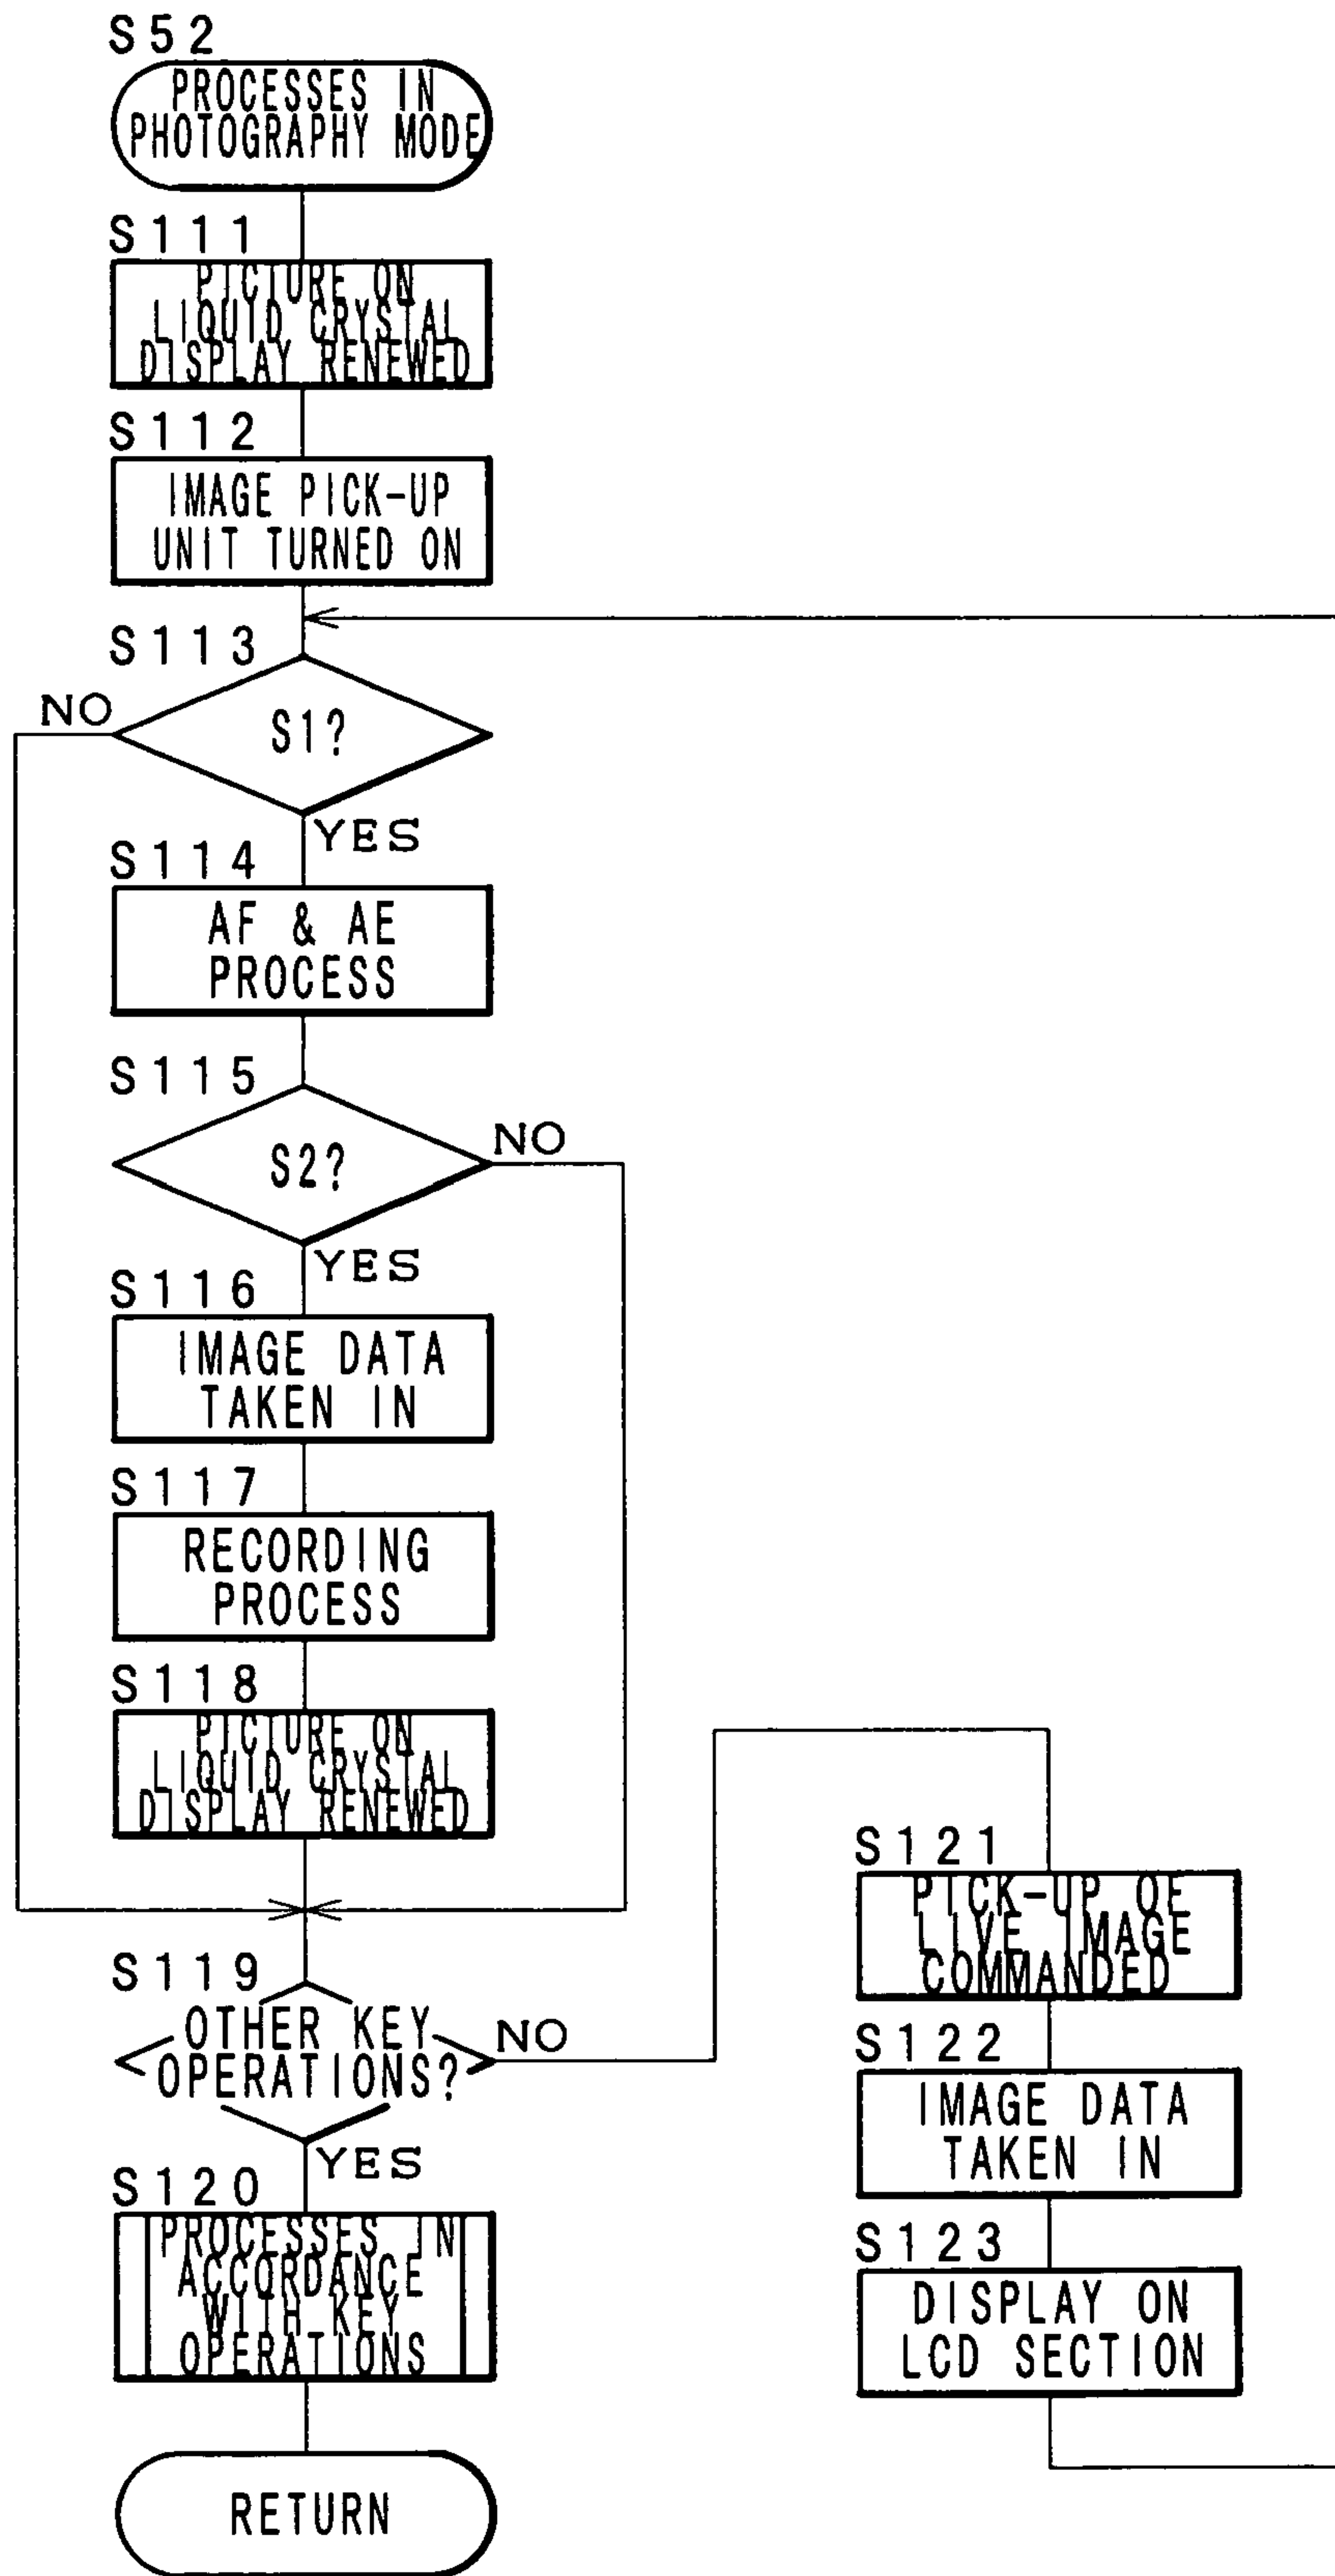 S52
PROCESSES IN
PHOTOGRAPHY MODE
S111
PICTURE ON
LIQUID CRYSTAL
DISPLAY RENEWED
S112
IMAGE PICK-UP
UNIT TURNED ON
S113
NO
S1?
YES
S114
AF & AE
PROCESS
S115
NO
S2?
YES
S116
IMAGE DATA
TAKEN IN
S117
RECORDING
PROCESS
S118
PICTURE ON
LIQUID CRYSTAL
DISPLAY RENEWED
S119
OTHER KEY
OPERATIONS?
NO
YES
S120
PROCESSES IN
ACCORDANCE
WITH KEY
OPERATIONS
RETURN
S121
PICK-UP OF
LIVE IMAGE
COMMANDED
S122
IMAGE DATA
TAKEN IN
S123
DISPLAY ON
LCD SECTION